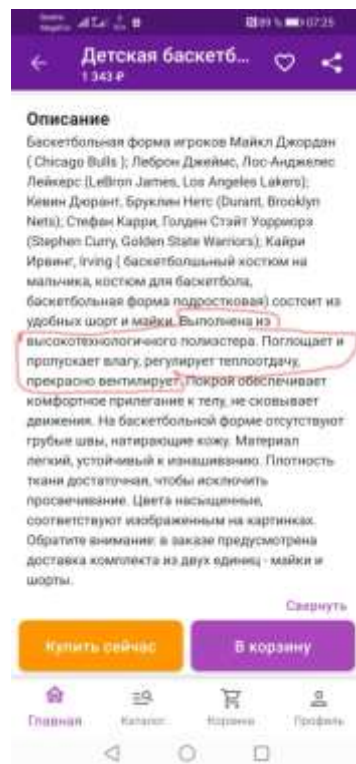 07:25
Детская баскетб...
1 343 ₽
Описание
Баскетбольная форма игроков Майкл Джордан
( Chicago Bulls ); Леброн Джеймс, Лос-Анджелес
Лейкерс (LeBron James, Los Angeles Lakers);
Кевин Дюрант, Бруклин Нетс (Durant, Brooklyn
Nets); Стефан Карри, Голден Стэйт Уорриорз
(Stephen Curry, Golden State Warriors); Кайри
Ирвинг, Irving ( баскетболшьный костюм на
мальчика, костюм для баскетбола,
баскетбольная форма подростковая) состоит из
удобных шорт и майки. Выполнена из
высокотехнологичного полиэстера. Поглощает и
пропускает влагу, регулирует теплоотдачу,
прекрасно вентилирует. Покрой обеспечивает
комфортное прилегание к телу, не сковывает
движения. На баскетбольной форме отсутствуют
грубые швы, натирающие кожу. Материал
легкий, устойчивый к изнашиванию. Плотность
ткани достаточная, чтобы исключить
просвечивание. Цвета насыщенные,
соответствуют изображенным на картинках.
Обратите внимание: в заказе предусмотрена
доставка комплекта из двух единиц - майки и
шорты.
Свернуть
Купить сейчас
В корзину
Главная
Каталог
Корзина
Профиль